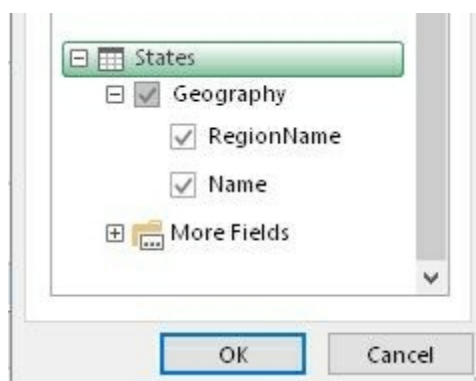 States
Geography
RegionName
Name
More Fields
OK Cancel